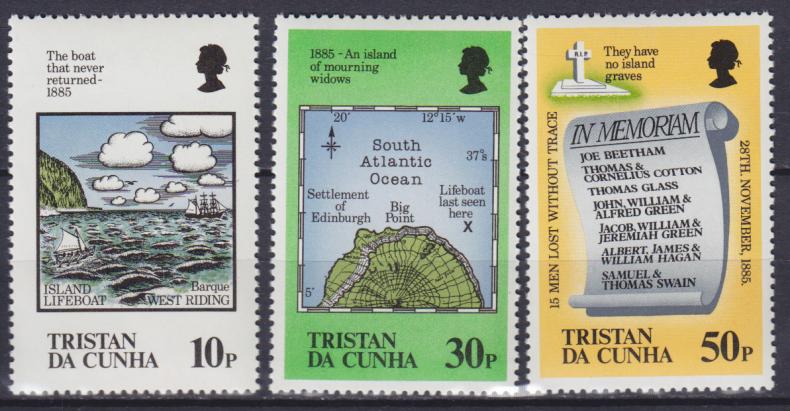 The boat
that never
returned-
1885
ISLAND
LIFEBOAT
Barque
WEST RIDING
TRISTAN
DA CUNHA
10P
1885-An island
of mourning
widows
20'
12°15'W
37°S
South
Atlantic
Ocean
Settlement
of
Edinburgh
Big
Point
Lifeboat
last seen
here
X
5'
TRISTAN
DA CUNHA
30P
R.I.P
They have
no island
graves
15 MEN LOST WITHOUT TRACE
IN MEMORIAM
JOE BEETHAM
THOMAS &
CORNELIUS COTTON
THOMAS GLASS
JOHN, WILLIAM &
ALFRED GREEN
JACOB, WILLIAM &
JEREMIAH GREEN
ALBERT, JAMES &
WILLIAM HAGAN
SAMUEL &
THOMAS SWAIN
28TH. NOVEMBER, 1885.
TRISTAN
DA CUNHA
50P